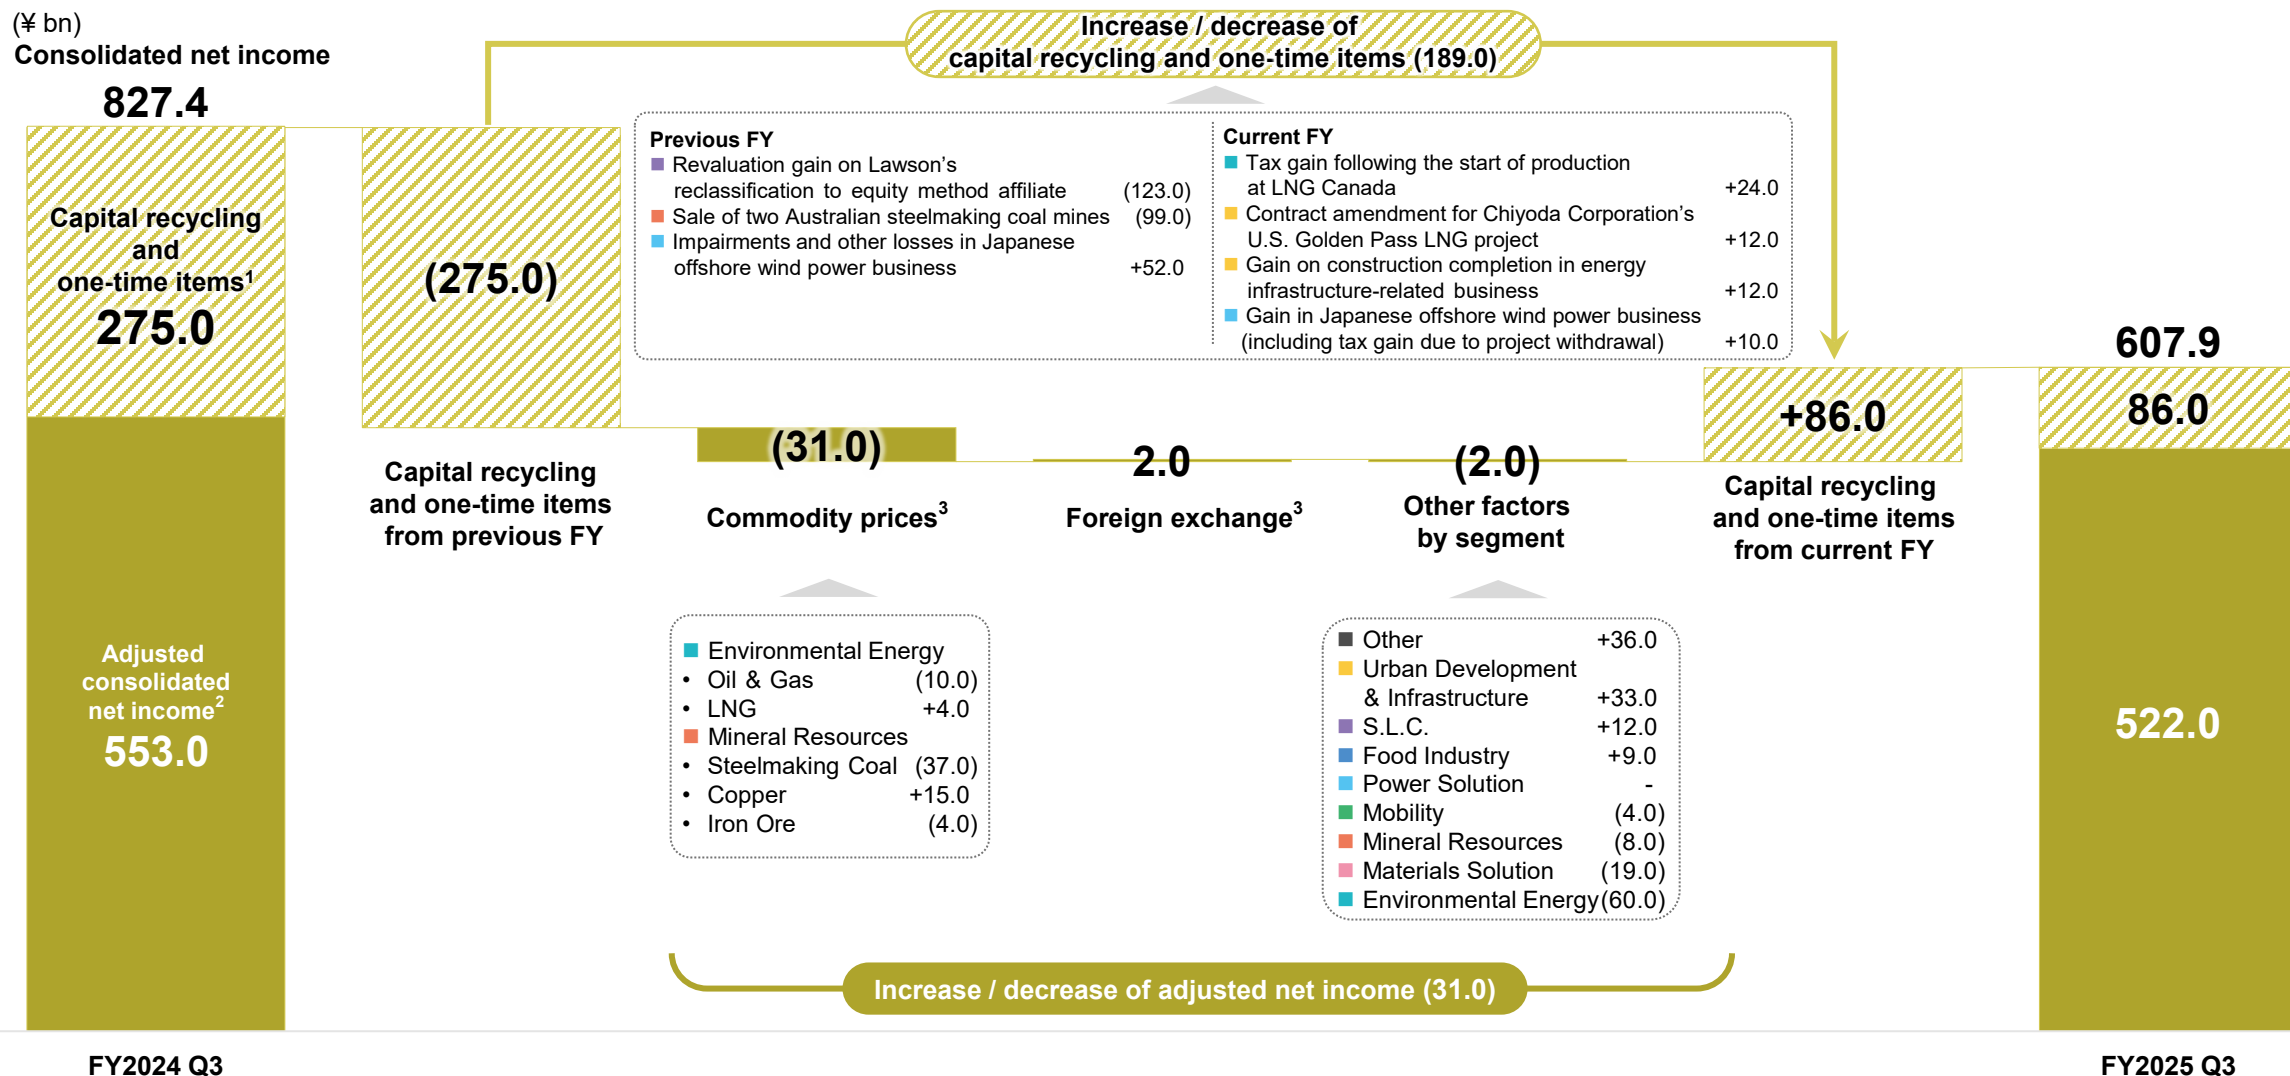 (¥ bn)
Consolidated net income
827.4
Capital recycling
and
one-time items1
275.0
Adjusted
consolidated
net income2
553.0
FY2024 Q3
Increase / decrease of
capital recycling and one-time items (189.0)
(275.0)
Capital recycling
and one-time items
from previous FY
Previous FY
Revaluation gain on Lawson's
reclassification to equity method affiliate (123.0)
Sale of two Australian steelmaking coal mines (99.0)
Impairments and other losses in Japanese
offshore wind power business +52.0
Current FY
Tax gain following the start of production
at LNG Canada +24.0
Contract amendment for Chiyoda Corporation's
U.S. Golden Pass LNG project +12.0
Gain on construction completion in energy
infrastructure-related business +12.0
Gain in Japanese offshore wind power business
(including tax gain due to project withdrawal) +10.0
(31.0)
Commodity prices3
Environmental Energy
• Oil & Gas (10.0)
• LNG +4.0
Mineral Resources
• Steelmaking Coal (37.0)
• Copper +15.0
• Iron Ore (4.0)
2.0
Foreign exchange3
(2.0)
Other factors
by segment
Other +36.0
Urban Development
& Infrastructure +33.0
S.L.C. +12.0
Food Industry +9.0
Power Solution -
Mobility (4.0)
Mineral Resources (8.0)
Materials Solution (19.0)
Environmental Energy (60.0)
Increase / decrease of adjusted net income (31.0)
+86.0
Capital recycling
and one-time items
from current FY
607.9
86.0
522.0
FY2025 Q3